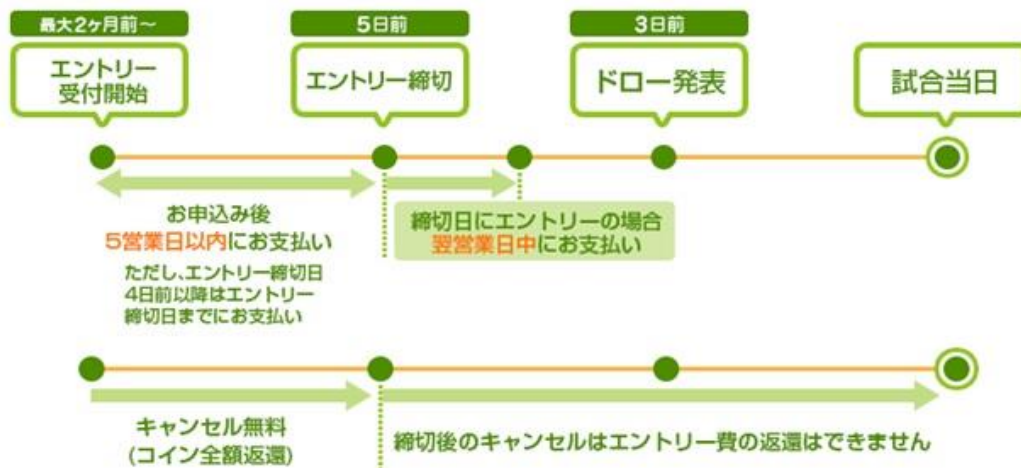 最大2ヶ月前～
エントリー
受付開始
5日前
エントリー締切
3日前
ドロー発表
試合当日
お申込み後
5営業日以内にお支払い
ただし、エントリー締切日
4日前以降はエントリー
締切日までにお支払い
締切日にエントリーの場合
翌営業日中にお支払い
キャンセル無料
(コイン全額返還)
締切後のキャンセルはエントリー費の返還はできません